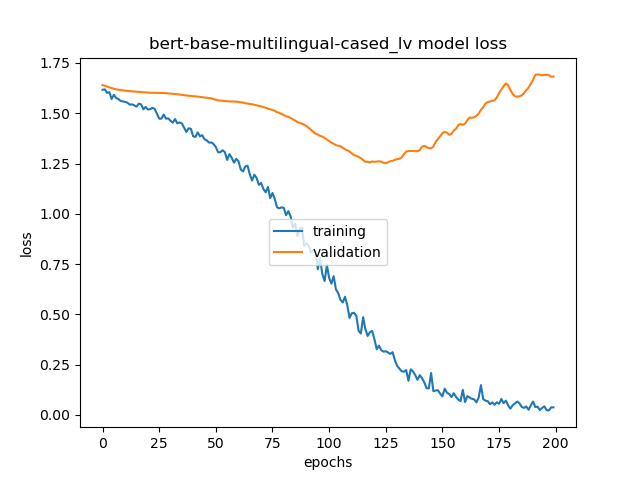 bert-base-multilingual-cased_lv model loss
loss
1.75
1.50
1.25
1.00
0.75
0.50
0.25
0.00
training
validation
0 25 50 75 100 125 150 175 200
epochs